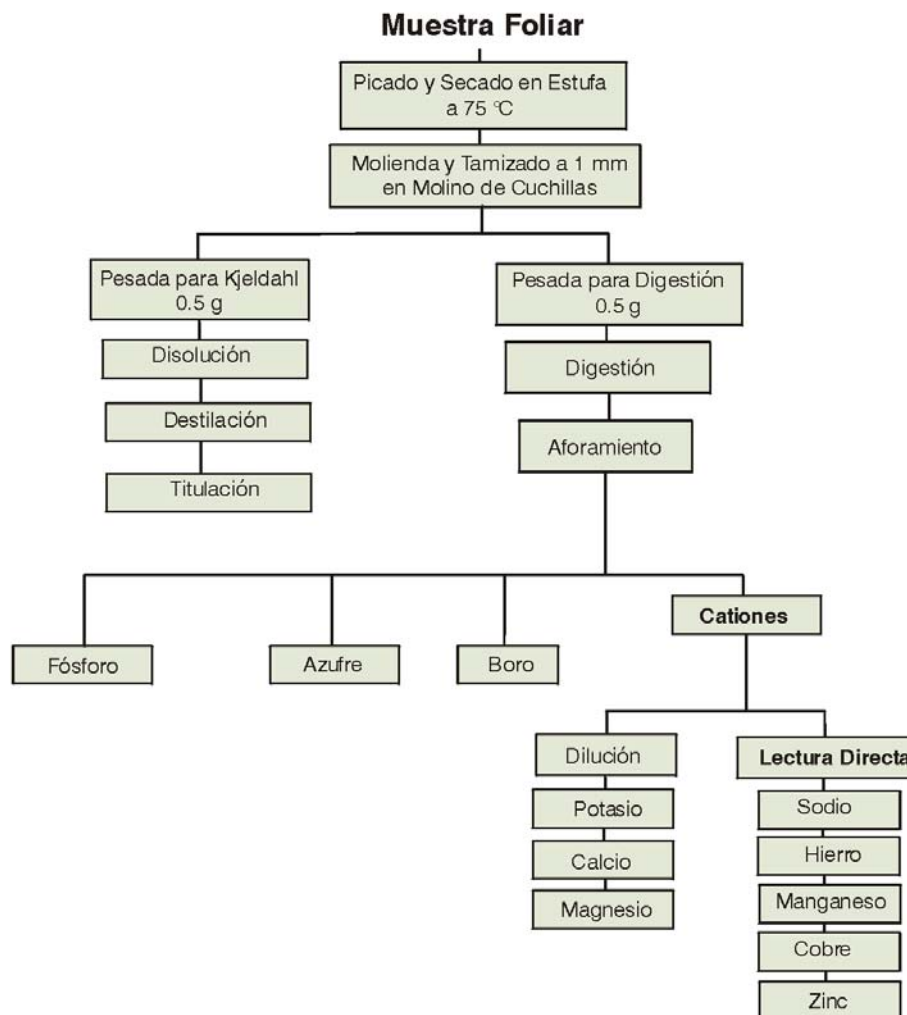 Muestra Foliar
Picado y Secado en Estufa
a 75 °C
Molienda y Tamizado a 1 mm
en Molino de Cuchillas
Pesada para Kjeldahl
0.5 g
Disolución
Destilación
Titulación
Pesada para Digestión
0.5 g
Digestión
Aforamiento
Fósforo
Azufre
Boro
Cationes
Dilución
Potasio
Calcio
Magnesio
Lectura Directa
Sodio
Hierro
Manganeso
Cobre
Zinc